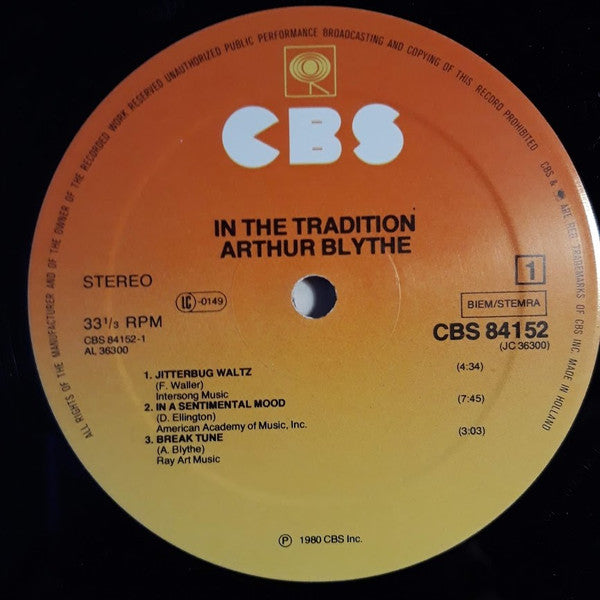 ALL RIGHTS OF THE MANUFACTURER AND OF THE OWNER OF THE RECORDED WORK RESERVED UNAUTHORIZED PUBLIC PERFORMANCE BROADCASTING AND COPYING OF THIS RECORD PROHIBITED
CBS & ARE REG TRADEMARKS OF CBS INC. MADE IN HOLLAND
CBS
IN THE TRADITION
ARTHUR BLYTHE
STEREO
1
LC -0149
BIEM/STEMRA
33 1/3 RPM
CBS 84152
CBS 84152-1
(JC 36300)
AL 36300
1. JITTERBUG WALTZ (4:34)
(F. Waller)
Intersong Music
2. IN A SENTIMENTAL MOOD (7:45)
(D. Ellington)
American Academy of Music, Inc.
3. BREAK TUNE (3:03)
(A. Blythe)
Ray Art Music
Ⓟ 1980 CBS Inc.